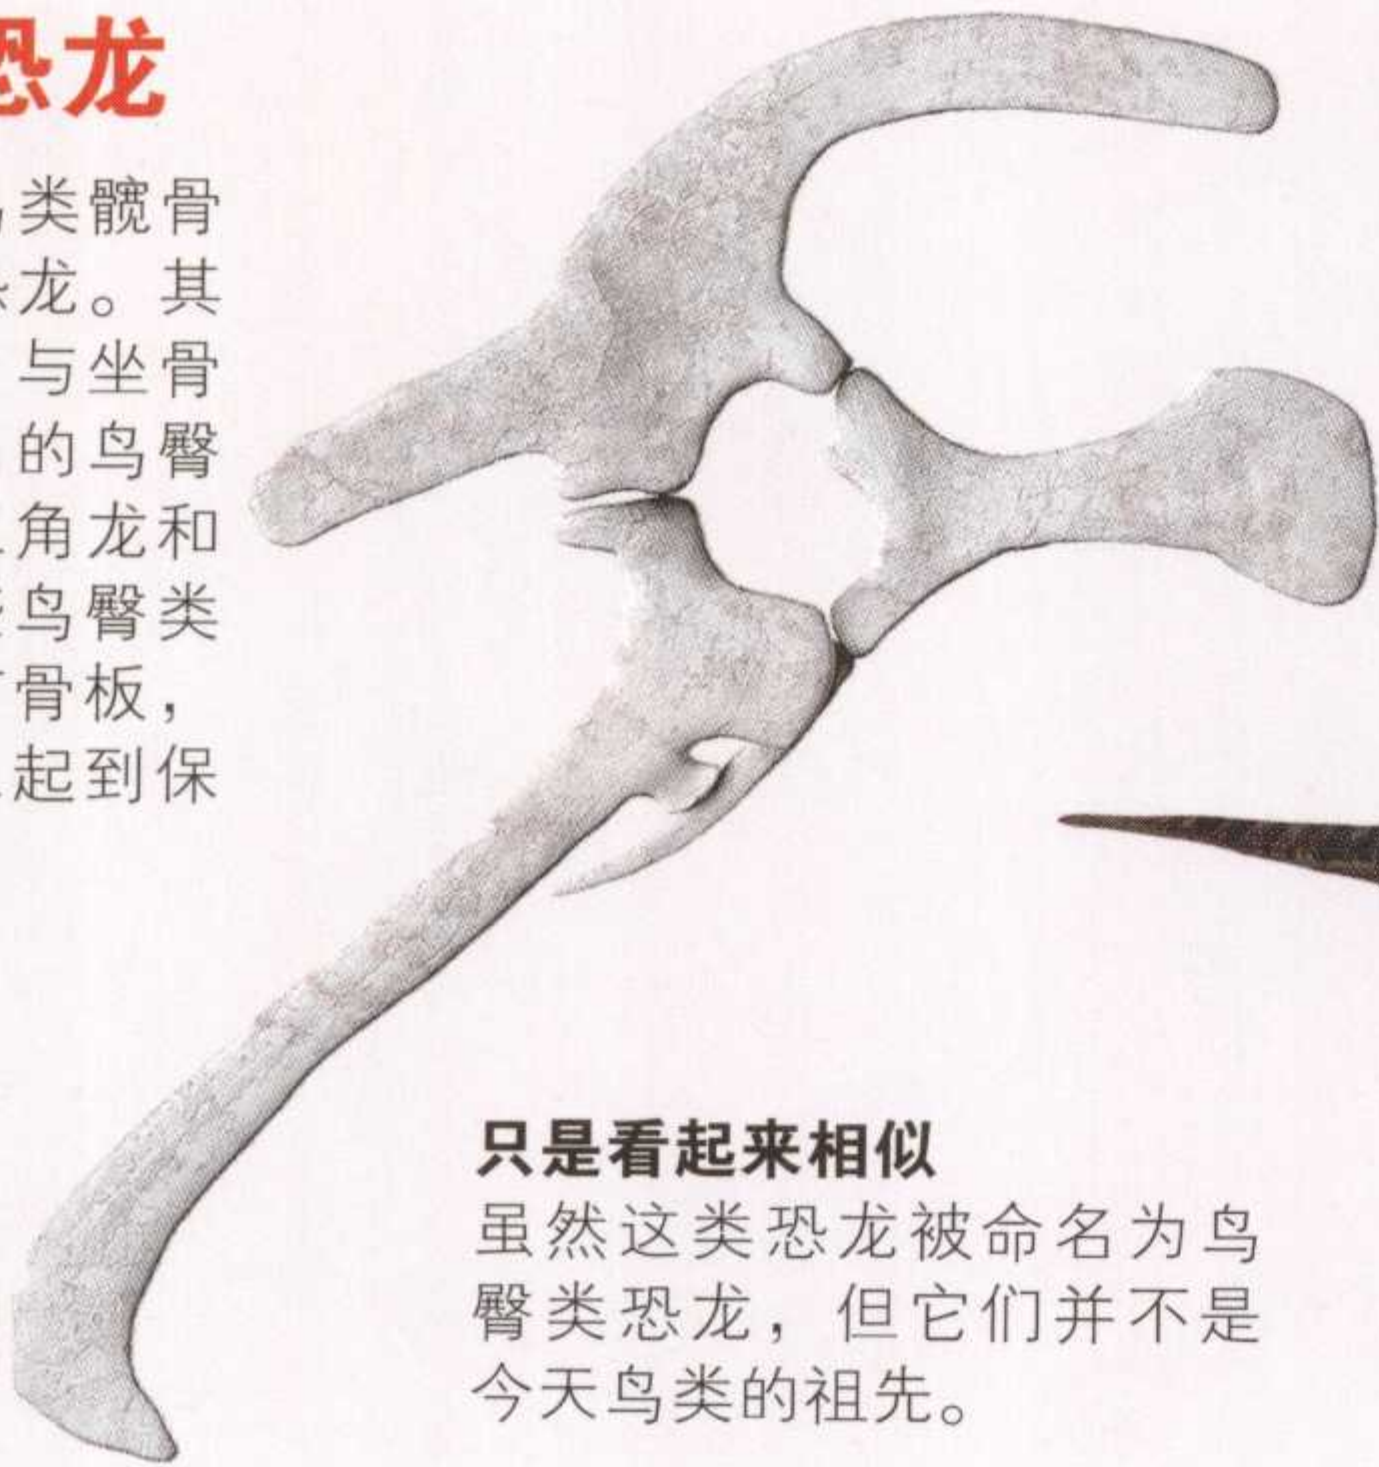 恐龙
类髋骨
龙。其
与坐骨
的鸟臀
角龙和
鸟臀类
骨板，
起到保
只是看起来相似
虽然这类恐龙被命名为鸟
臀类恐龙，但它们并不是
今天鸟类的祖先。